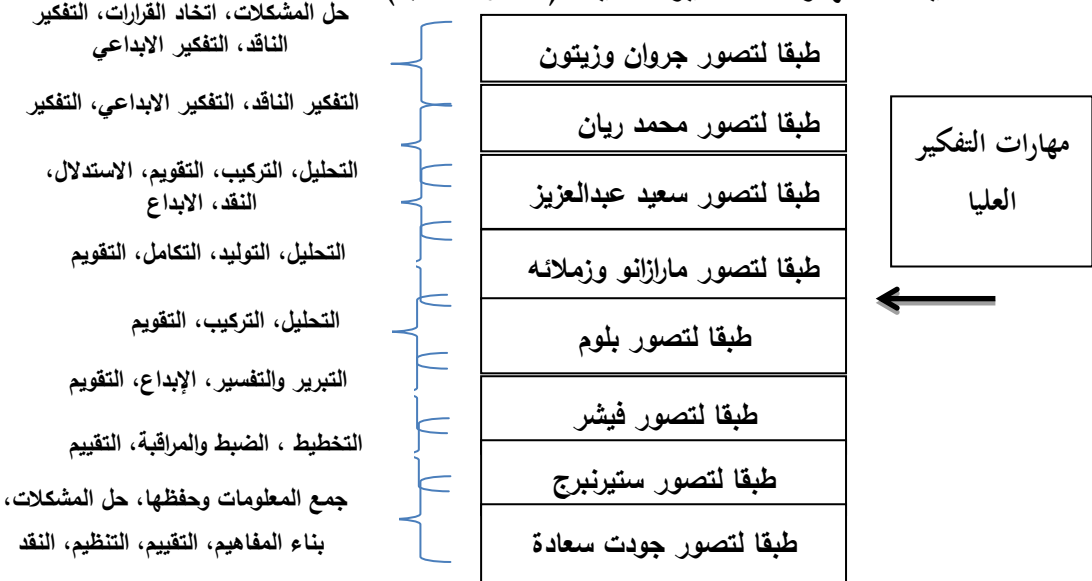 مهارات التفكير
العليا
طبقا لتصور جروان وزيتون
حل المشكلات، اتخاد القرارات، التفكير
الناقد، التفكير الابداعي
طبقا لتصور محمد ريان
التفكير الناقد، التفكير الابداعي، التفكير
طبقا لتصور سعيد عبدالعزيز
التحليل، التركيب، التقويم، الاستدلال،
النقد، الابداع
طبقا لتصور مارازانو وزملائه
التحليل، التوليد، التكامل، التقويم
طبقا لتصور بلوم
التحليل، التركيب، التقويم
طبقا لتصور فيشر
التبرير والتفسير، الإبداع، التقويم
طبقا لتصور ستيرنبرج
التخطيط ، الضبط والمراقبة، التقييم
طبقا لتصور جودت سعادة
جمع المعلومات وحفظها، حل المشكلات،
بناء المفاهيم، التقييم، التنظيم، النقد